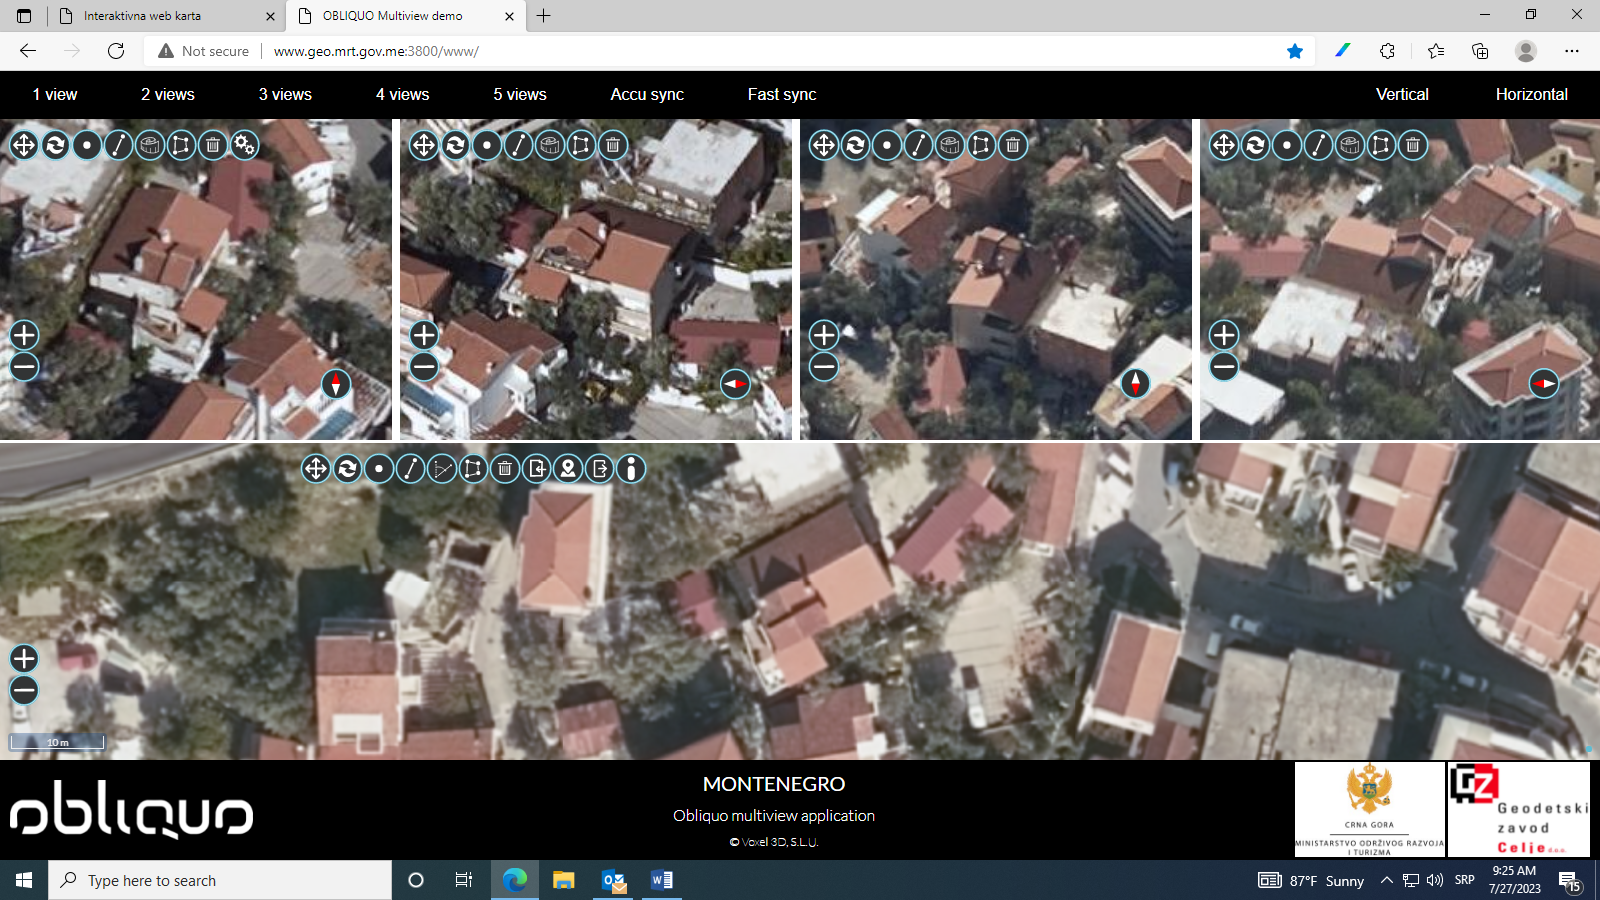 Interaktivna web karta
OBLIQUO Multiview demo
Not secure
www.geo.mrt.gov.me:3800/www/
1 view
2 views
3 views
4 views
5 views
Accu sync
Fast sync
Vertical
Horizontal
10 m
obliquo
MONTENEGRO
Obliquo multiview application
© Voxel 3D, S.L.U.
CRNA GORA
MINISTARSTVO ODRŽIVOG RAZVOJA
I TURIZMA
GZ
Geodetski
zavod
Celje d.o.o.
Type here to search
87°F Sunny
SRP
9:25 AM
7/27/2023
15